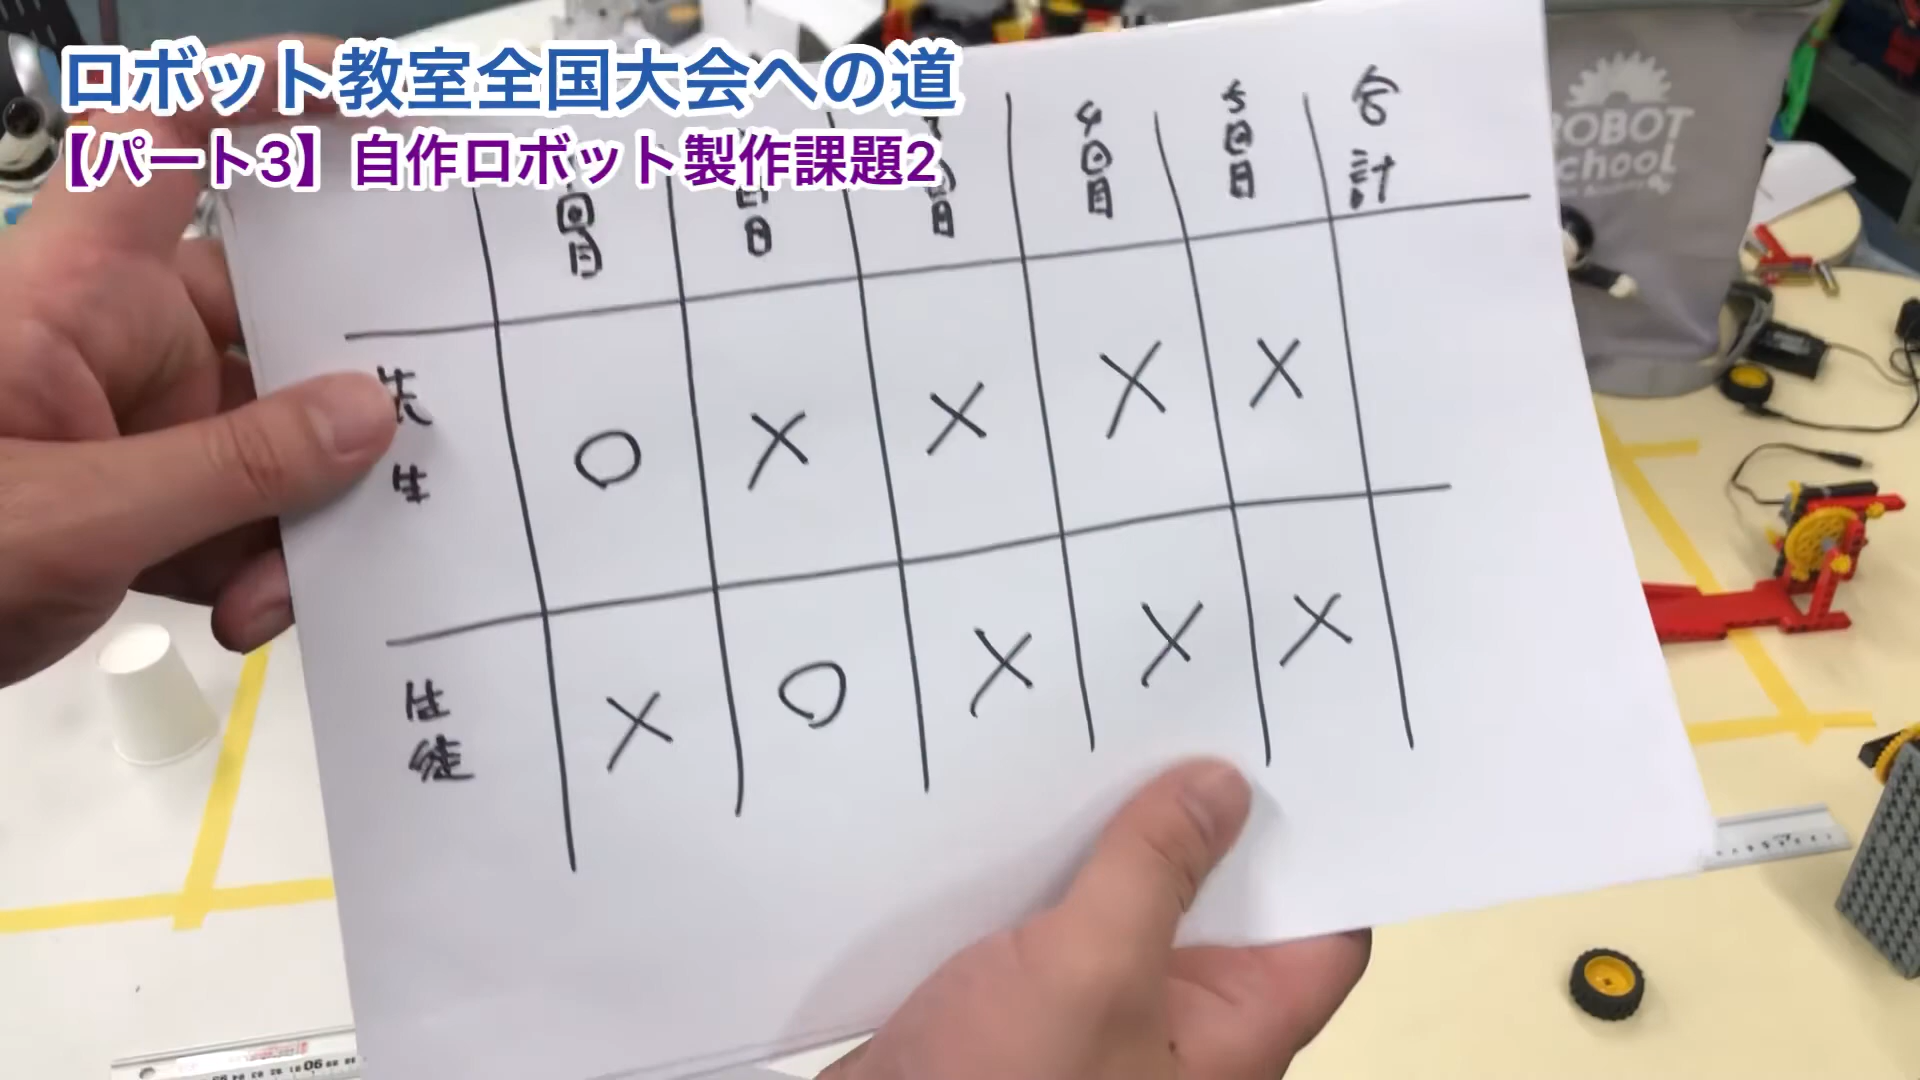 ロボット教室全国大会への道
【パート3】自作ロボット製作課題2
回目 目 目 4回目 5回目 合計
先生 ○ × × × ×
生徒 × ○ × × ×
ROBOT
School